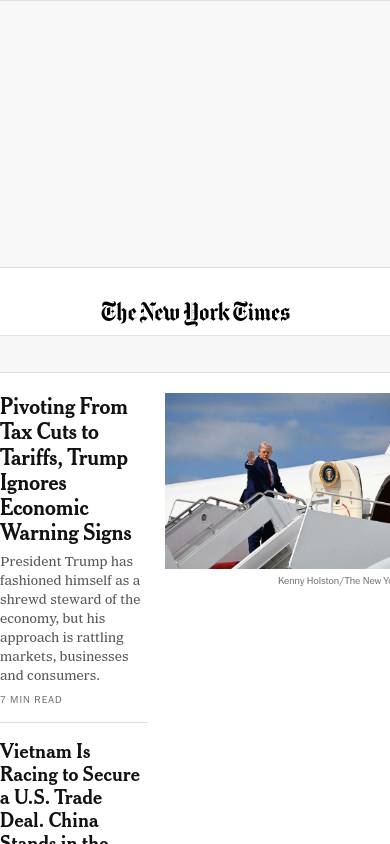 The New York Times
Pivoting From
Tax Cuts to
Tariffs, Trump
Ignores
Economic
Warning Signs
President Trump has
fashioned himself as a
shrewd steward of the
economy, but his
approach is rattling
markets, businesses
and consumers.
7 MIN READ
Kenny Holston/The New Yo
Vietnam Is
Racing to Secure
a U.S. Trade
Deal. China
Stands in the